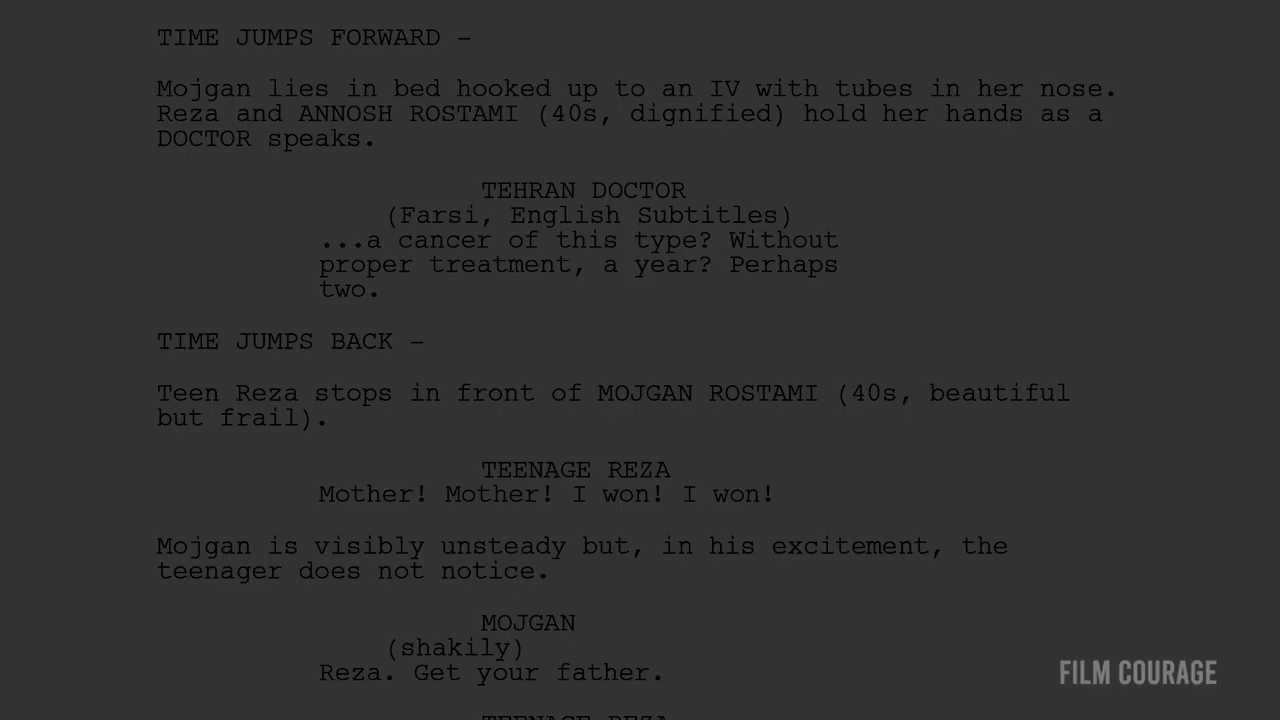 TIME JUMPS FORWARD –
Mojgan lies in bed hooked up to an IV with tubes in her nose.
Reza and ANNOSH ROSTAMI (40s, dignified) hold her hands as a
DOCTOR speaks.
TEHRAN DOCTOR
(Farsi, English Subtitles)
...a cancer of this type? Without
proper treatment, a year? Perhaps
two.
TIME JUMPS BACK –
Teen Reza stops in front of MOJGAN ROSTAMI (40s, beautiful
but frail).
TEENAGE REZA
Mother! Mother! I won! I won!
Mojgan is visibly unsteady but, in his excitement, the
teenager does not notice.
MOJGAN
(shakily)
Reza. Get your father.
FILM COURAGE
TEENAGE REZA